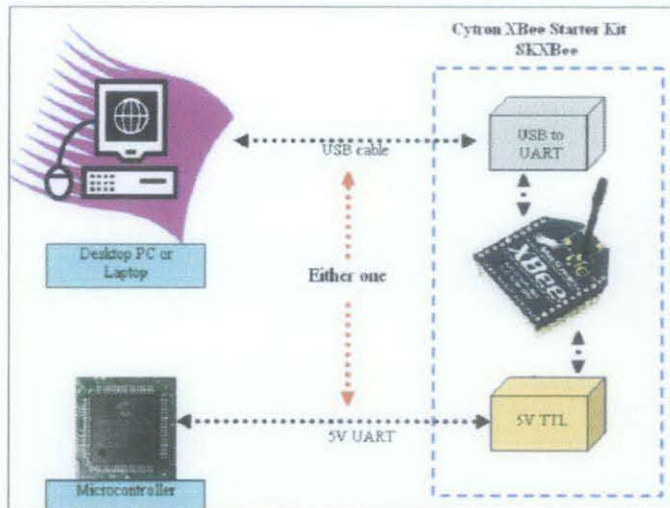 Cytron XBee Starter Kit
SKXBee
USB to
UART
USB cable
Desktop PC or
Laptop
Either one
XBee
5V TTL
5V UART
Microcontroller